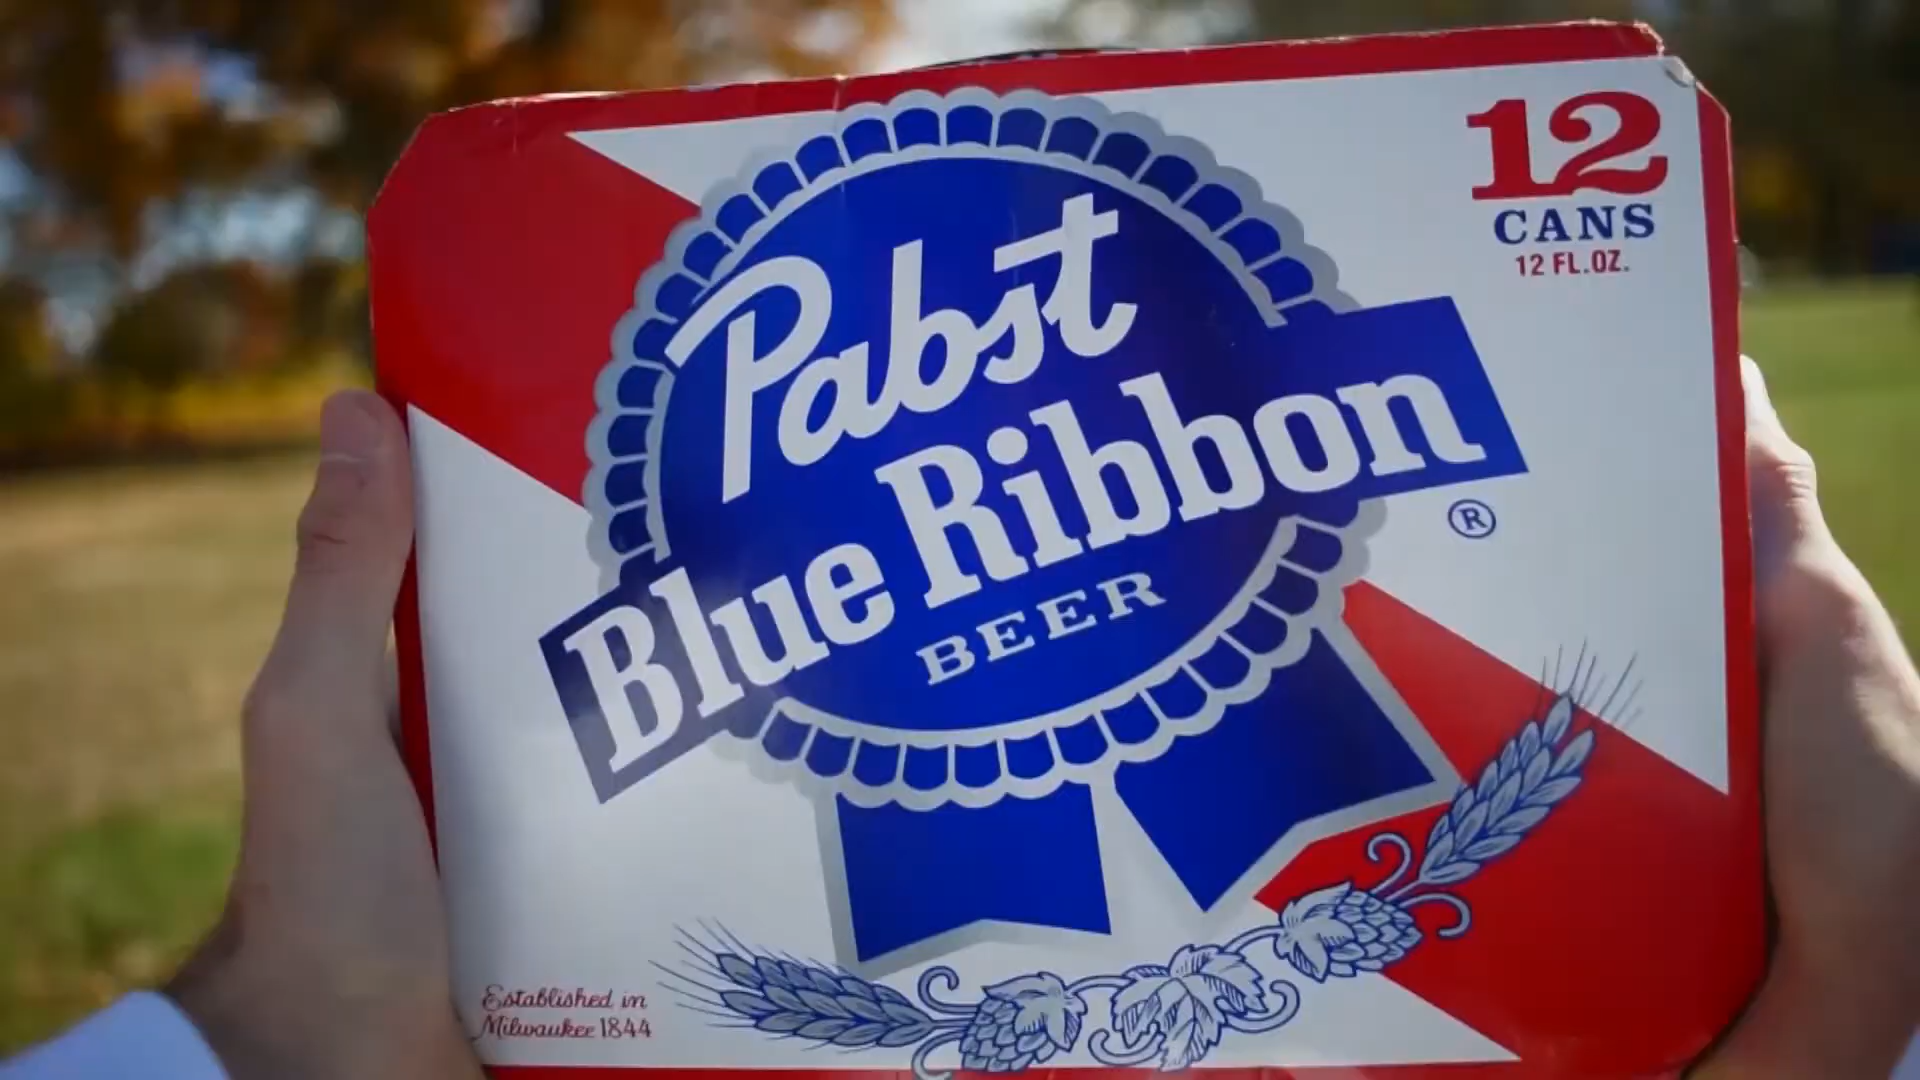 12
CANS
12 FL.OZ.
Pabst
Blue Ribbon
®
BEER
Established in
Milwaukee 1844